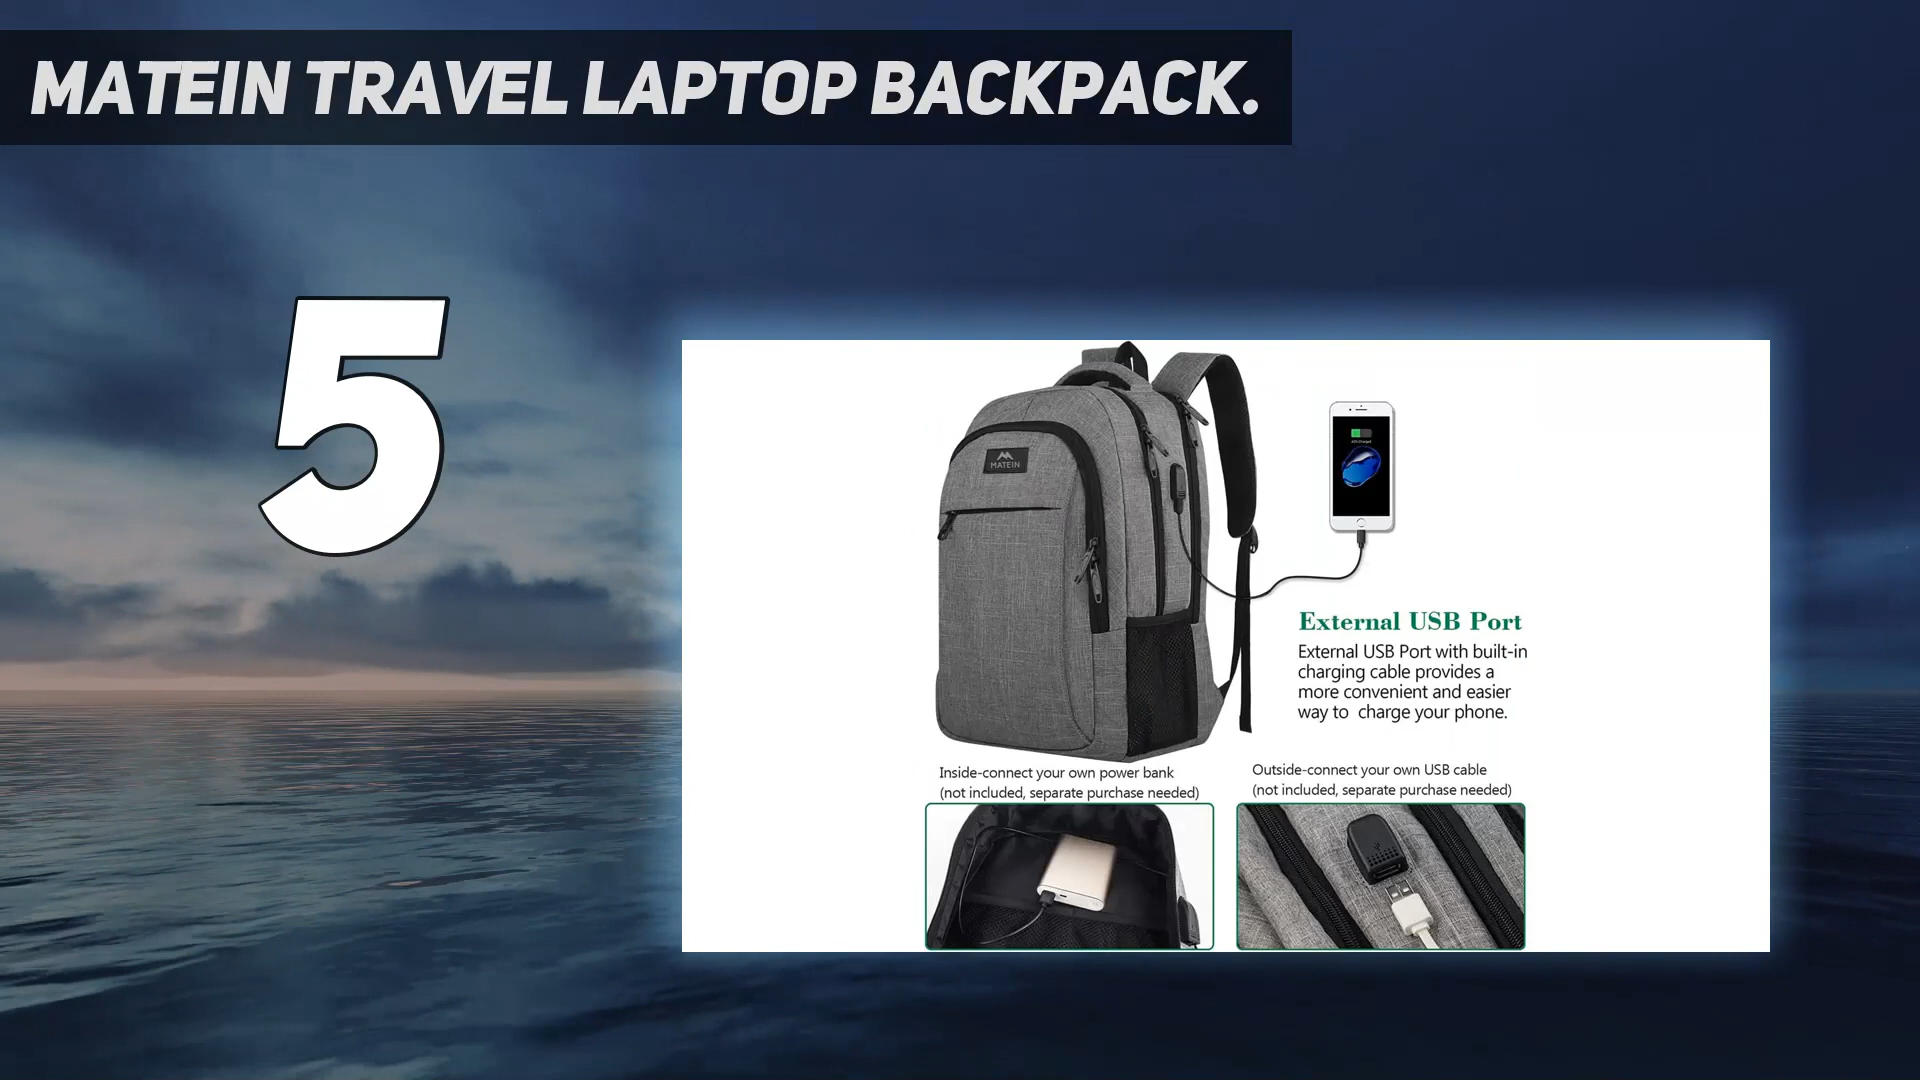 MATEIN TRAVEL LAPTOP BACKPACK.
5
MATEIN
External USB Port
External USB Port with built-in
charging cable provides a
more convenient and easier
way to charge your phone.
Inside-connect your own power bank
(not included, separate purchase needed)
Outside-connect your own USB cable
(not included, separate purchase needed)